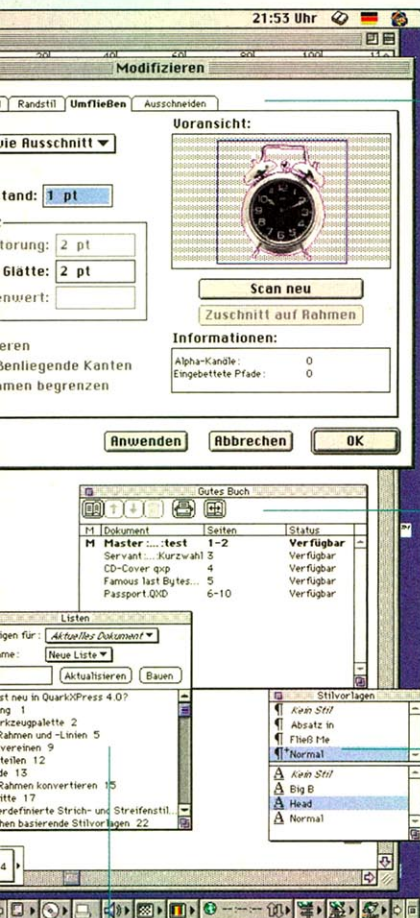 21:53 Uhr
Modifizieren
Randstil Umfließen Ausschneiden
wie Ausschnitt
Voransicht:
stand: 1 pt
torung: 2 pt
Glätte: 2 pt
enwert:
Scan neu
Zuschnitt auf Rahmen
Informationen:
Alpha-Kanäle: 0
Eingebettete Pfade: 0
eren
ßenliegende Kanten
hmen begrenzen
Anwenden Abbrechen OK
Gutes Buch
M Dokument Seiten Status
M Master :...:test 1-2 Verfügbar
Servant:...:Kurzwahl 3 Verfügbar
CD-Cover qxp 4 Verfügbar
Famous last Bytes... 5 Verfügbar
Passport.QXD 6-10 Verfügbar
Listen
igen für: Aktuelles Dokument
ame: Neue Liste
Aktualisieren Bauen
st neu in QuarkXPress 4.0?
ng 1
rkzeugpalette 2
Rahmen und -Linien 5
vereinen 9
teilen 12
de 13
Rahmen konvertieren 15
itte 17
erdefinierte Strich- und Streifenstil...
hen basierende Stilvorlagen 22
Stilvorlagen
¶ Kein Stil
¶ Absatz in
¶ Fließ Me
¶+Normal
A Kein Stil
A Big B
A Head
A Normal
4